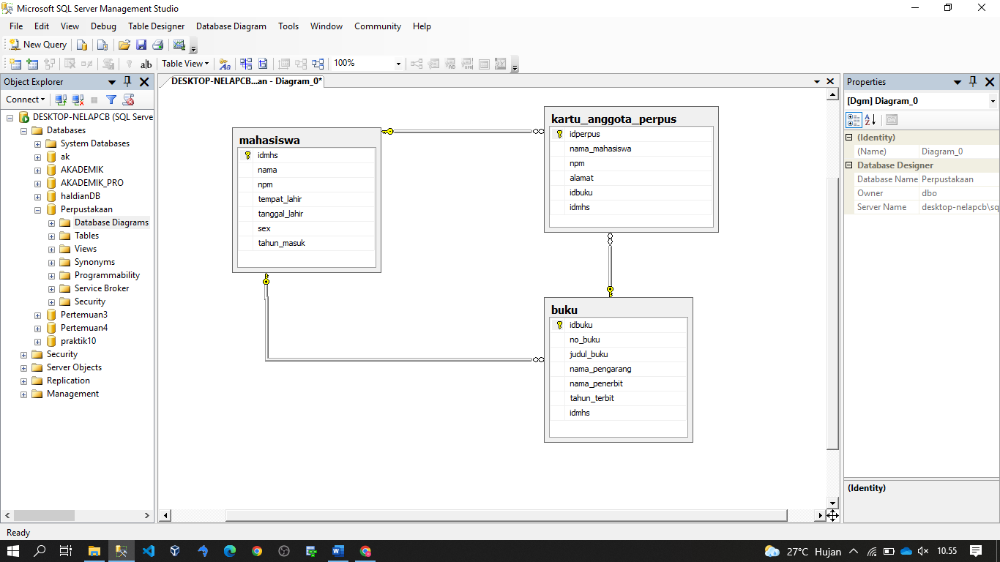 Microsoft SQL Server Management Studio
File Edit View Debug Table Designer Database Diagram Tools Window Community Help
New Query
ab Table View 100%
Object Explorer
Connect
DESKTOP-NELAPCB (SQL Serve
Databases
System Databases
ak
AKADEMIK
AKADEMIK_PRO
haldianDB
Perpustakaan
Database Diagrams
Tables
Views
Synonyms
Programmability
Service Broker
Security
Pertemuan3
Pertemuan4
praktik10
Security
Server Objects
Replication
Management
DESKTOP-NELAPCB...an - Diagram_0*
mahasiswa
idmhs
nama
npm
tempat_lahir
tanggal_lahir
sex
tahun_masuk
kartu_anggota_perpus
idperpus
nama_mahasiswa
npm
alamat
idbuku
idmhs
buku
idbuku
no_buku
judul_buku
nama_pengarang
nama_penerbit
tahun_terbit
idmhs
Properties
[Dgm] Diagram_0
(Identity)
(Name) Diagram_0
Database Designer
Database Name Perpustakaan
Owner dbo
Server Name desktop-nelapcb\sq
(Identity)
Ready
27°C Hujan 10.55